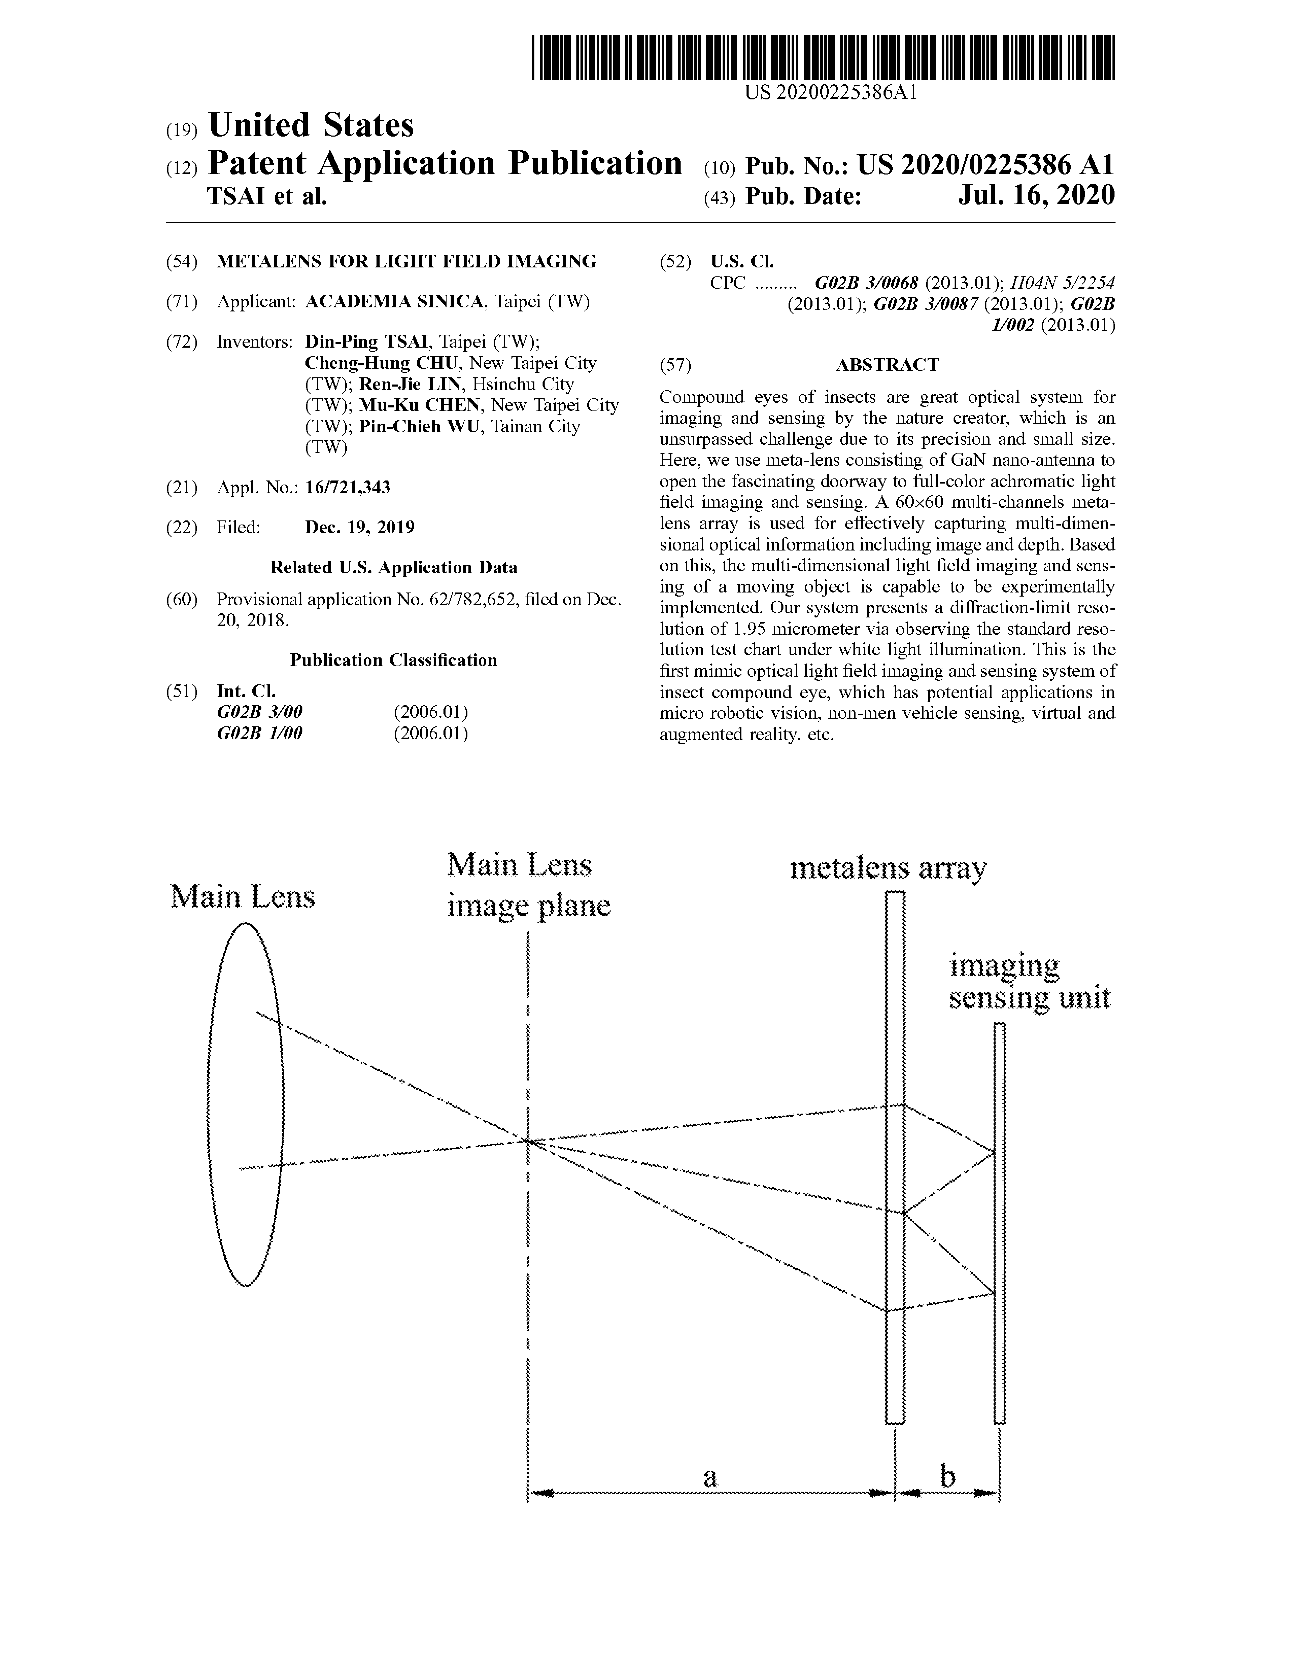 US 20200225386A1
(19) United States
(12) Patent Application Publication
TSAI et al.
(10) Pub. No.: US 2020/0225386 A1
(43) Pub. Date: Jul. 16, 2020
(54) METALENS FOR LIGHT FIELD IMAGING
(71) Applicant: ACADEMIA SINICA, Taipei (TW)
(72) Inventors: Din-Ping TSAI, Taipei (TW);
Cheng-Hung CHU, New Taipei City
(TW); Ren-Jie LIN, Hsinchu City
(TW); Mu-Ku CHEN, New Taipei City
(TW); Pin-Chieh WU, Tainan City
(TW)
(21) Appl. No.: 16/721,343
(22) Filed: Dec. 19, 2019
Related U.S. Application Data
(60) Provisional application No. 62/782,652, filed on Dec.
20, 2018.
Publication Classification
(51) Int. Cl.
G02B 3/00 (2006.01)
G02B 1/00 (2006.01)
(52) U.S. Cl.
CPC ......... G02B 3/0068 (2013.01); H04N 5/2254
(2013.01); G02B 3/0087 (2013.01); G02B
1/002 (2013.01)
(57) ABSTRACT
Compound eyes of insects are great optical system for
imaging and sensing by the nature creator, which is an
unsurpassed challenge due to its precision and small size.
Here, we use meta-lens consisting of GaN nano-antenna to
open the fascinating doorway to full-color achromatic light
field imaging and sensing. A 60×60 multi-channels meta-
lens array is used for effectively capturing multi-dimen-
sional optical information including image and depth. Based
on this, the multi-dimensional light field imaging and sens-
ing of a moving object is capable to be experimentally
implemented. Our system presents a diffraction-limit reso-
lution of 1.95 micrometer via observing the standard reso-
lution test chart under white light illumination. This is the
first mimic optical light field imaging and sensing system of
insect compound eye, which has potential applications in
micro robotic vision, non-men vehicle sensing, virtual and
augmented reality. etc.
Main Lens
Main Lens
image plane
metalens array
imaging
sensing unit
a
b